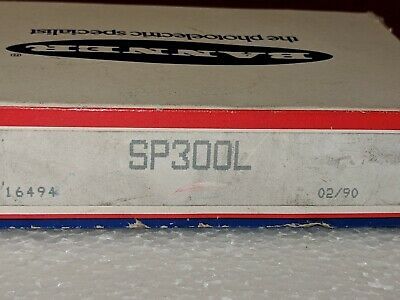 the photoelectric specialist
BANNER®
SP300L
16494
02/90